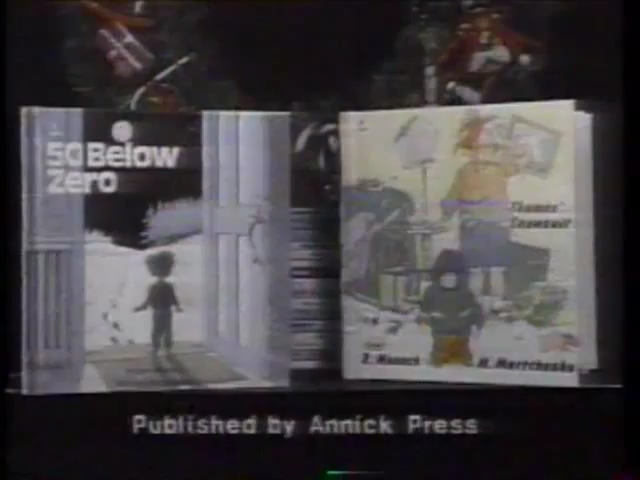 50 Below
Zero
Thomas'
Snowsuit
R. Munsch
M. Martchenko
Published by Annick Press